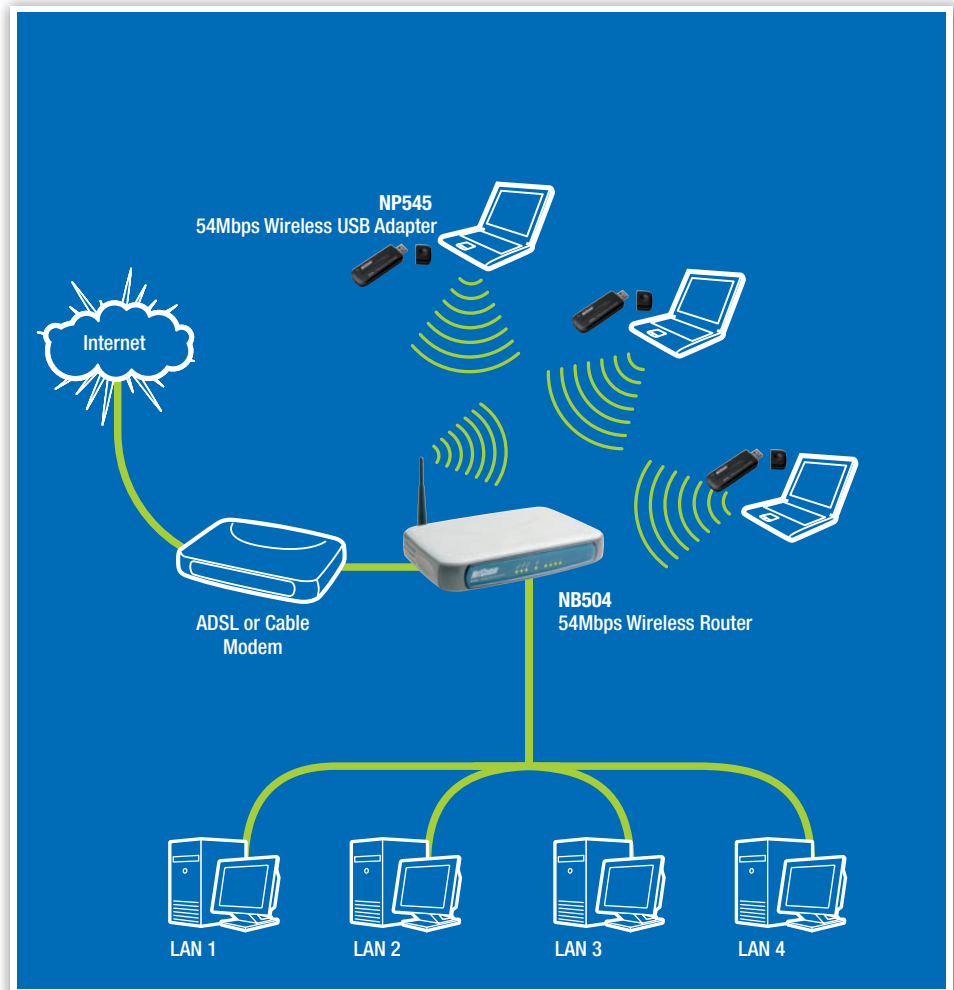 NP545
54Mbps Wireless USB Adapter
Internet
NetComm
NB504
54Mbps Wireless Router
ADSL or Cable
Modem
LAN 1
LAN 2
LAN 3
LAN 4